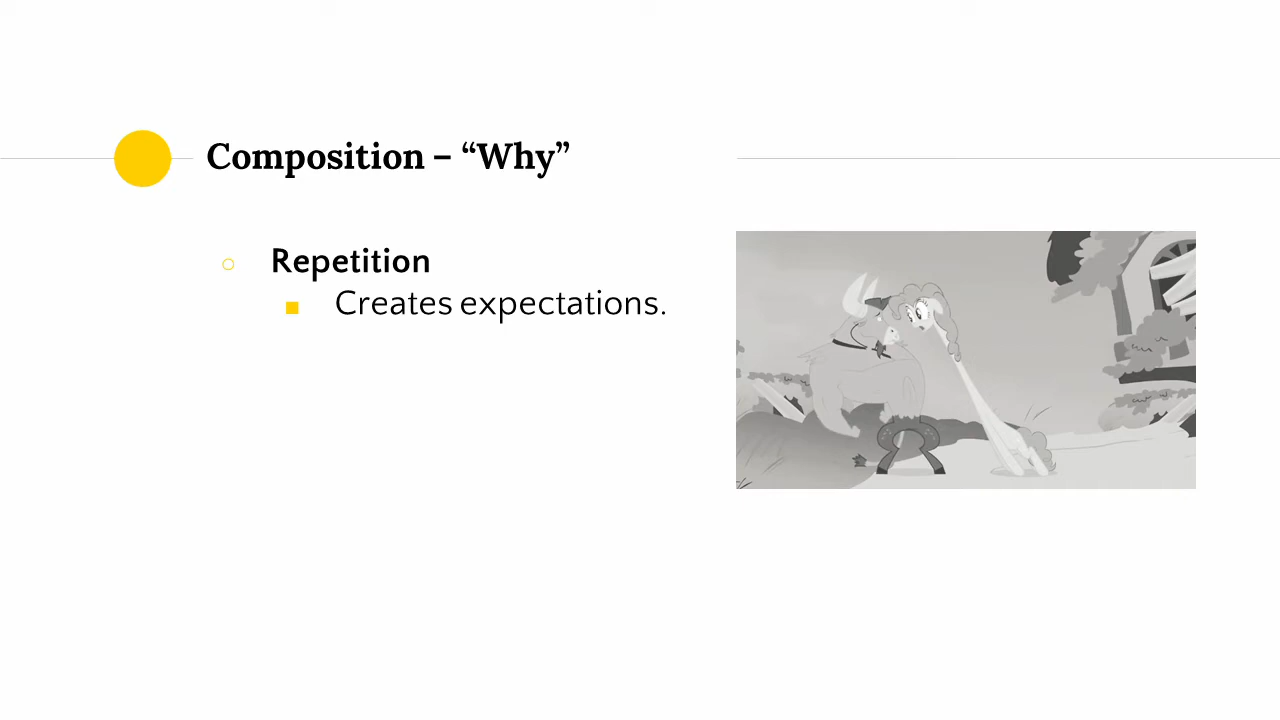 Composition – “Why”
Repetition
Creates expectations.